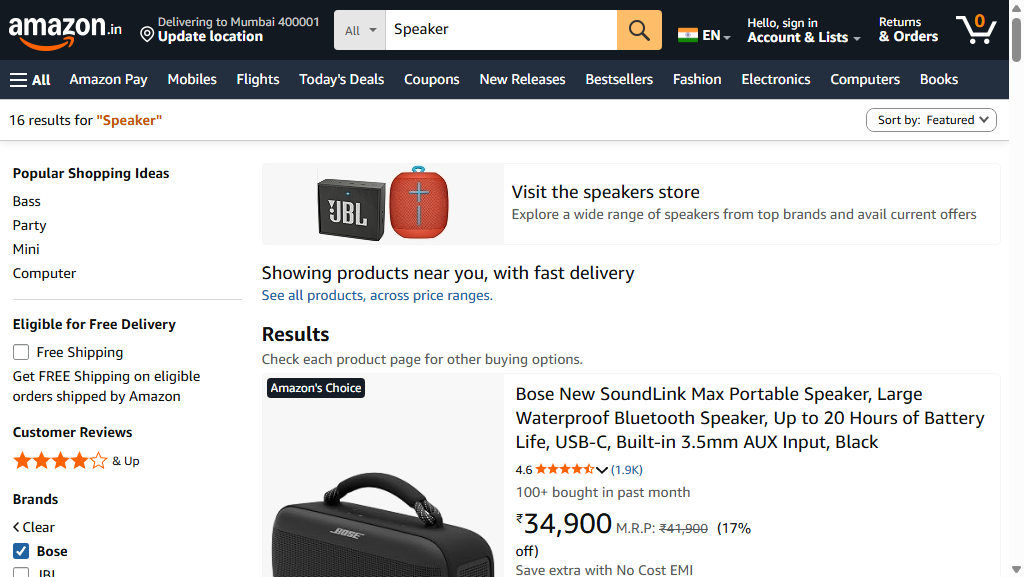 amazon.in
Delivering to Mumbai 400001
Update location
All
Speaker
EN
Hello, sign in
Account & Lists
Returns
& Orders
0
All
Amazon Pay
Mobiles
Flights
Today's Deals
Coupons
New Releases
Bestsellers
Fashion
Electronics
Computers
Books
16 results for "Speaker"
Sort by: Featured
Popular Shopping Ideas
Bass
Party
Mini
Computer
Eligible for Free Delivery
Free Shipping
Get FREE Shipping on eligible
orders shipped by Amazon
Customer Reviews
& Up
Brands
Clear
Bose
JBL
JBL
Visit the speakers store
Explore a wide range of speakers from top brands and avail current offers
Showing products near you, with fast delivery
See all products, across price ranges.
Results
Check each product page for other buying options.
Amazon's Choice
BOSE
Bose New SoundLink Max Portable Speaker, Large
Waterproof Bluetooth Speaker, Up to 20 Hours of Battery
Life, USB-C, Built-in 3.5mm AUX Input, Black
4.6 (1.9K)
100+ bought in past month
₹34,900 M.R.P: ₹41,900 (17%
off)
Save extra with No Cost EMI